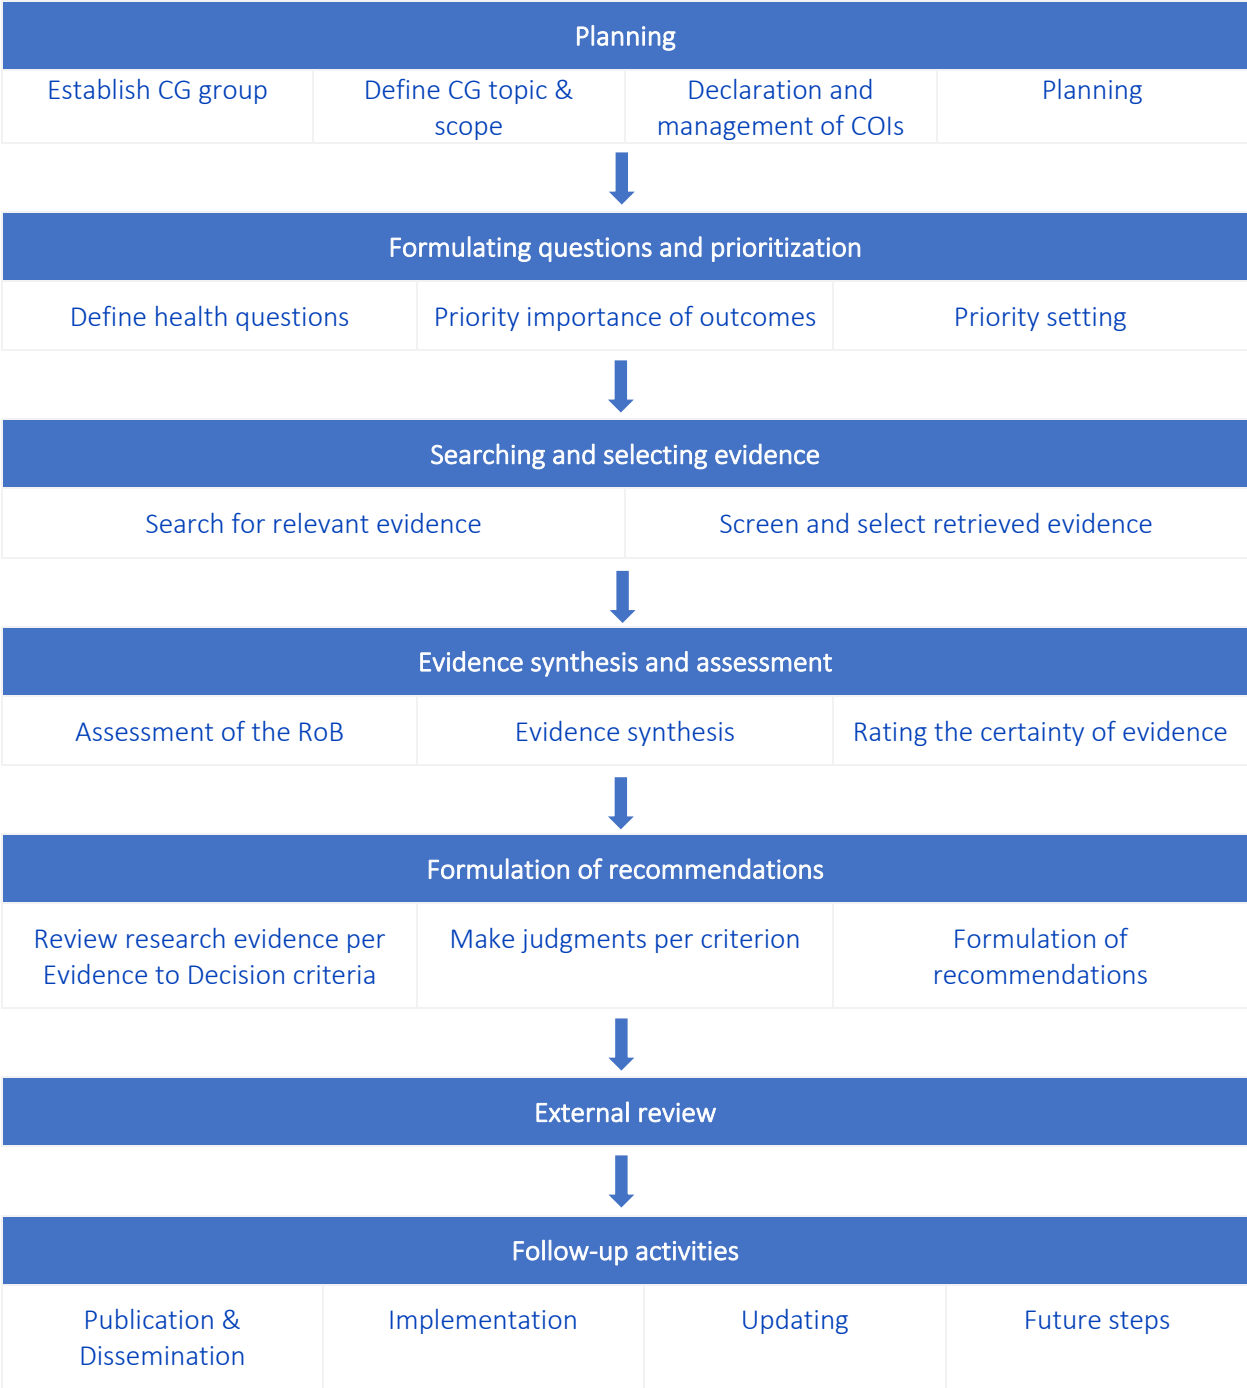 Planning
Establish CG group
Define CG topic &
scope
Declaration and
management of COIs
Planning
Formulating questions and prioritization
Define health questions
Priority importance of outcomes
Priority setting
Searching and selecting evidence
Search for relevant evidence
Screen and select retrieved evidence
Evidence synthesis and assessment
Assessment of the RoB
Evidence synthesis
Rating the certainty of evidence
Formulation of recommendations
Review research evidence per
Evidence to Decision criteria
Make judgments per criterion
Formulation of
recommendations
External review
Follow-up activities
Publication &
Dissemination
Implementation
Updating
Future steps